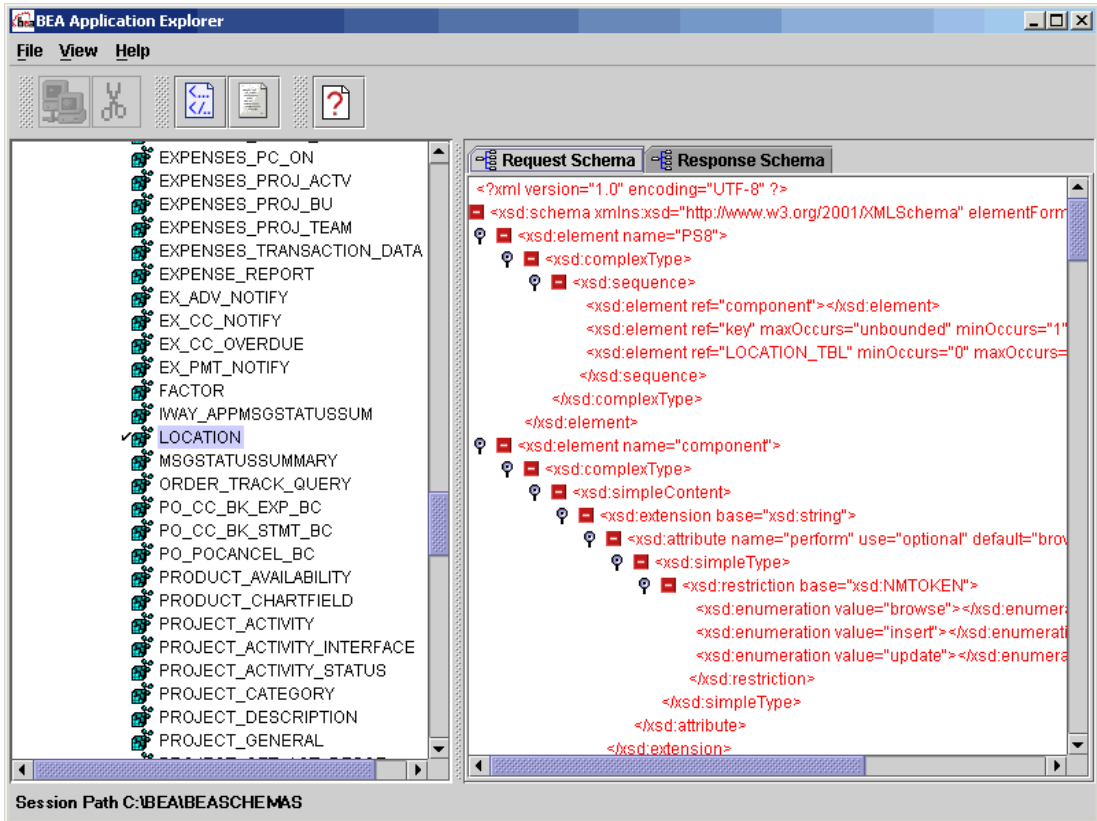 BEA Application Explorer
File View Help
EXPENSES_PC_ON
EXPENSES_PROJ_ACTV
EXPENSES_PROJ_BU
EXPENSES_PROJ_TEAM
EXPENSES_TRANSACTION_DATA
EXPENSE_REPORT
EX_ADV_NOTIFY
EX_CC_NOTIFY
EX_CC_OVERDUE
EX_PMT_NOTIFY
FACTOR
IWAY_APPMSGSTATUSSUM
LOCATION
MSGSTATUSSUMMARY
ORDER_TRACK_QUERY
PO_CC_BK_EXP_BC
PO_CC_BK_STMT_BC
PO_POCANCEL_BC
PRODUCT_AVAILABILITY
PRODUCT_CHARTFIELD
PROJECT_ACTIVITY
PROJECT_ACTIVITY_INTERFACE
PROJECT_ACTIVITY_STATUS
PROJECT_CATEGORY
PROJECT_DESCRIPTION
PROJECT_GENERAL
Request Schema Response Schema
<?xml version="1.0" encoding="UTF-8" ?>
<xsd:schema xmlns:xsd="http://www.w3.org/2001/XMLSchema" elementForm
<xsd:element name="PS8">
<xsd:complexType>
<xsd:sequence>
<xsd:element ref="component"></xsd:element>
<xsd:element ref="key" maxOccurs="unbounded" minOccurs="1"
<xsd:element ref="LOCATION_TBL" minOccurs="0" maxOccurs=
</xsd:sequence>
</xsd:complexType>
</xsd:element>
<xsd:element name="component">
<xsd:complexType>
<xsd:simpleContent>
<xsd:extension base="xsd:string">
<xsd:attribute name="perform" use="optional" default="brow
<xsd:simpleType>
<xsd:restriction base="xsd:NMTOKEN">
<xsd:enumeration value="browse"></xsd:enumera
<xsd:enumeration value="insert"></xsd:enumerati
<xsd:enumeration value="update"></xsd:enumera
</xsd:restriction>
</xsd:simpleType>
</xsd:attribute>
</xsd:extension>
Session Path C:\BEA\BEASCHEMAS